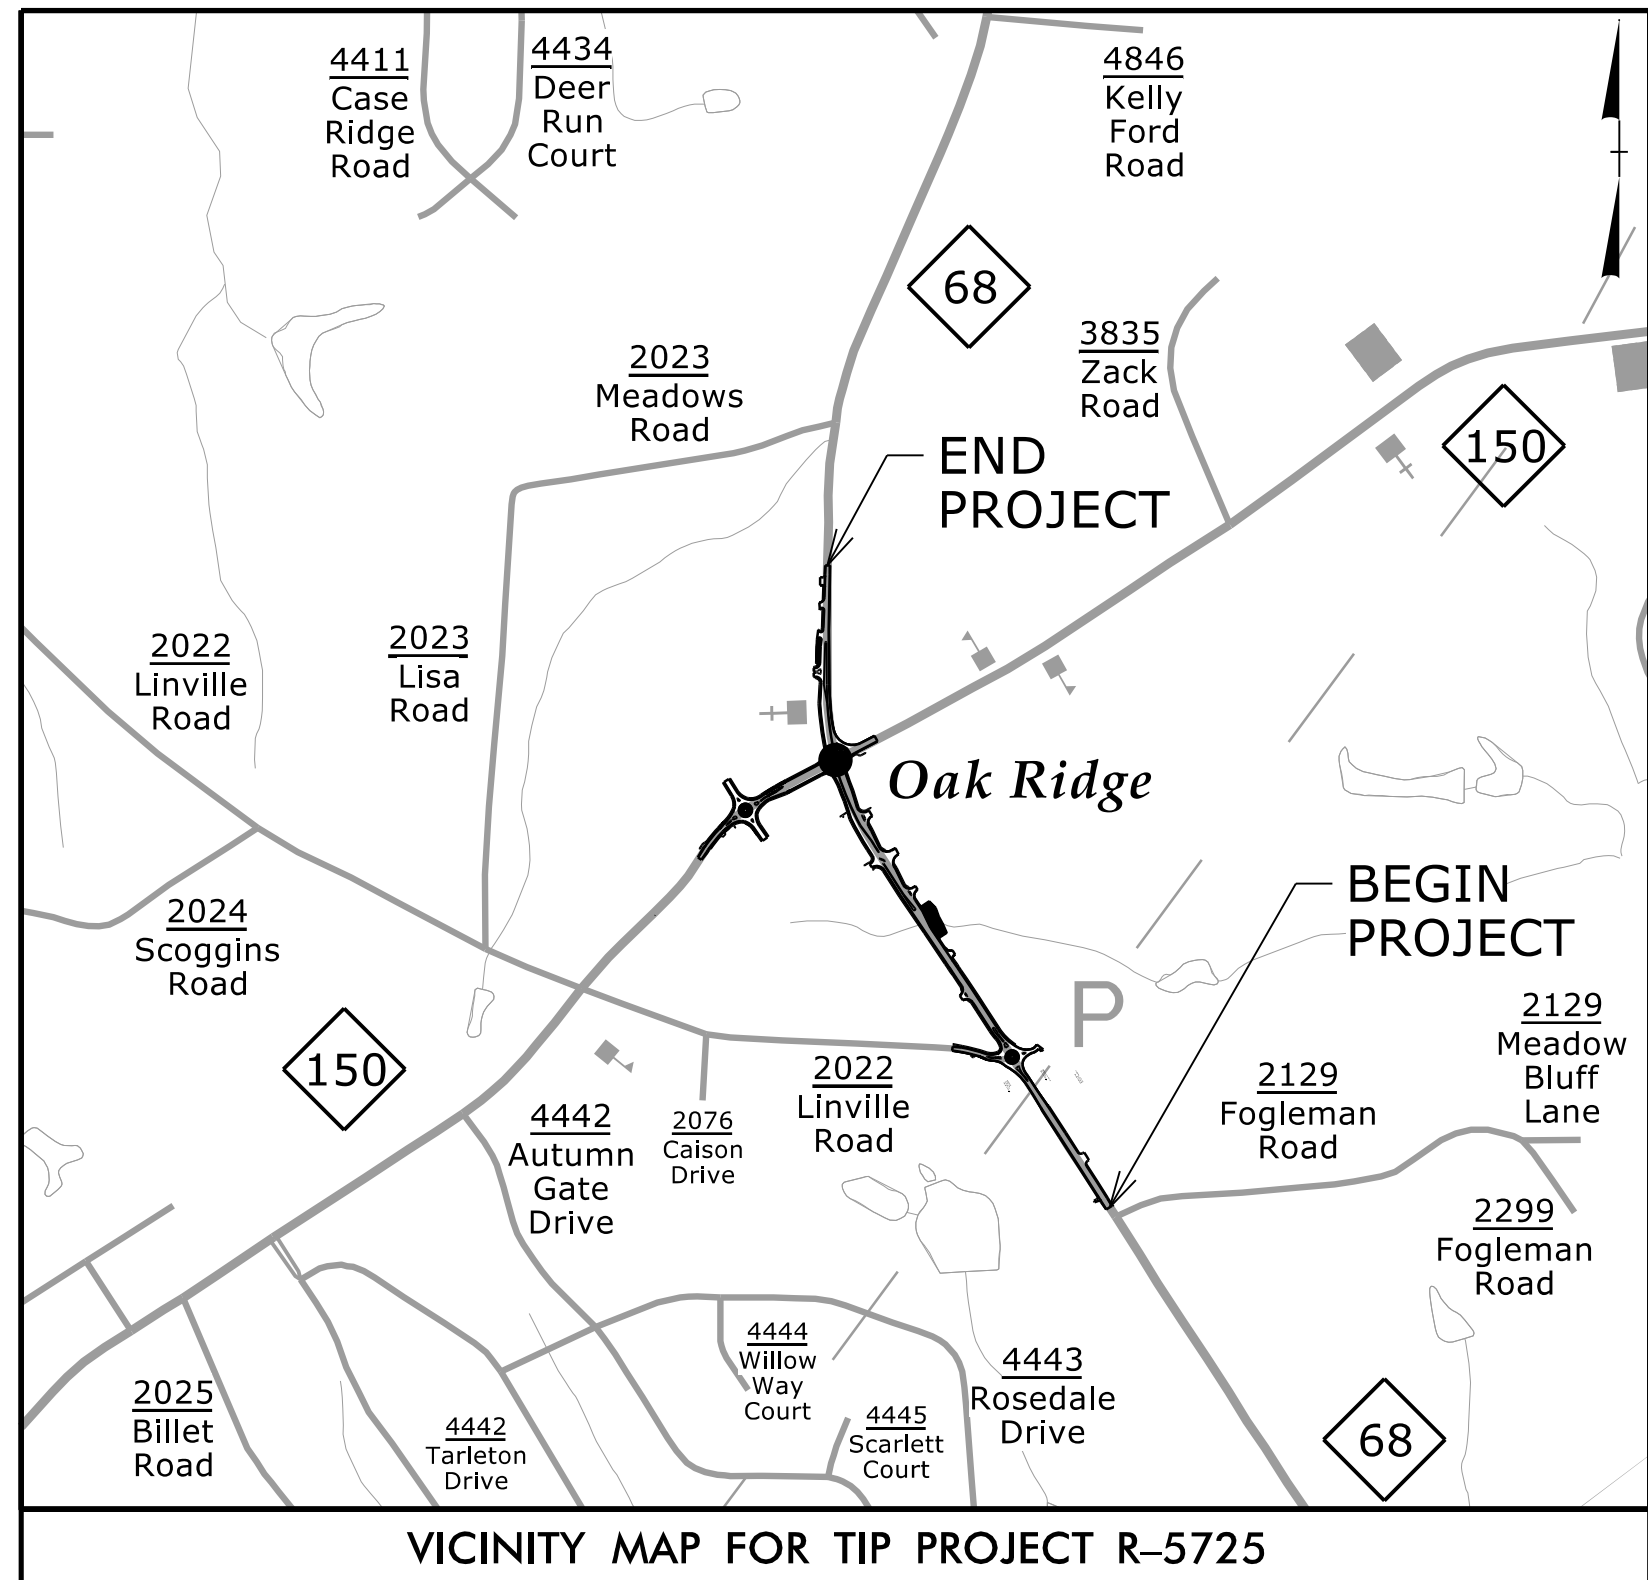 4411
Case
Ridge
Road
4434
Deer
Run
Court
4846
Kelly
Ford
Road
68
2023
Meadows
Road
3835
Zack
Road
END
PROJECT
150
2022
Linville
Road
2023
Lisa
Road
Oak Ridge
BEGIN
PROJECT
2024
Scoggins
Road
P
150
2022
Linville
Road
2129
Meadow
Bluff
Lane
2129
Fogleman
Road
4442
Autumn
Gate
Drive
2076
Caison
Drive
2299
Fogleman
Road
4444
Willow
Way
Court
4443
Rosedale
Drive
2025
Billet
Road
4442
Tarleton
Drive
4445
Scarlett
Court
68
VICINITY MAP FOR TIP PROJECT R–5725